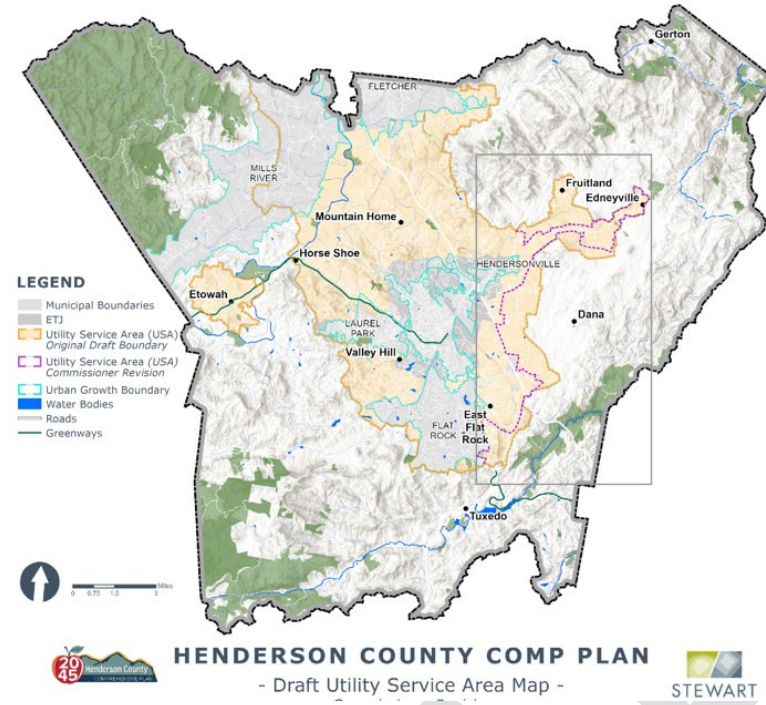 Gerton
FLETCHER
MILLS
RIVER
Fruitland
Edneyville
Mountain Home
Horse Shoe
HENDERSONVILLE
Etowah
Dana
LAUREL
PARK
Valley Hill
East
Flat
Rock
FLAT
ROCK
Tuxedo
LEGEND
Municipal Boundaries
ETJ
Utility Service Area (USA)
Original Draft Boundary
Utility Service Area (USA)
Commissioner Revision
Urban Growth Boundary
Water Bodies
Roads
Greenways
Miles
0 0.75 1.5 3
2045
Henderson County
COMPREHENSIVE PLAN
HENDERSON COUNTY COMP PLAN
- Draft Utility Service Area Map -
STEWART